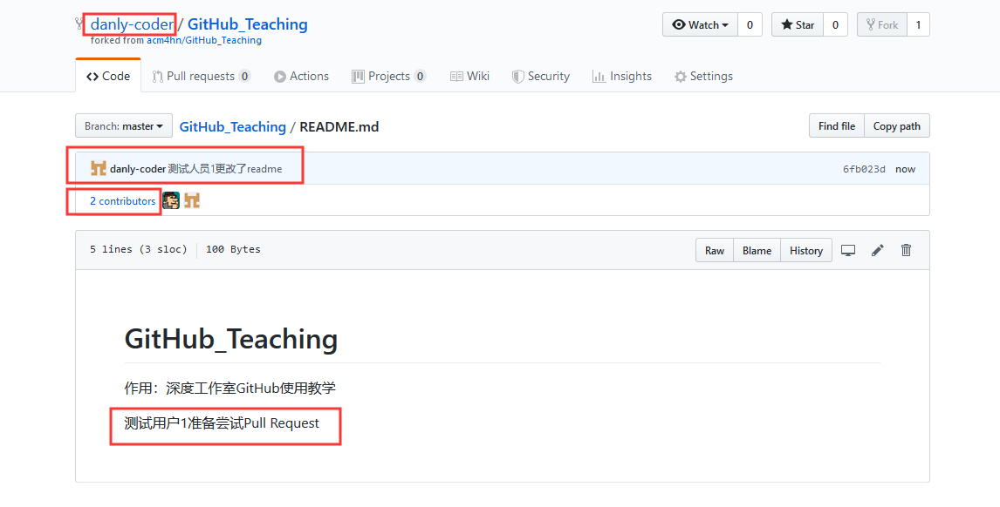 danly-coder / GitHub_Teaching
Watch 0 Star 0 Fork 1
forked from acm4hn/GitHub_Teaching
Code Pull requests 0 Actions Projects 0 Wiki Security Insights Settings
Branch: master GitHub_Teaching / README.md Find file Copy path
danly-coder 测试人员1更改了readme 6fb023d now
2 contributors
5 lines (3 sloc) 100 Bytes Raw Blame History
GitHub_Teaching
作用：深度工作室GitHub使用教学
测试用户1准备尝试Pull Request